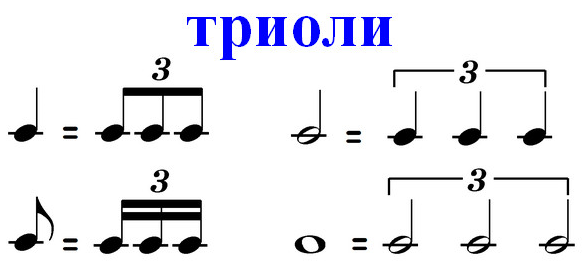 триоли
3 3
= =
3 3
= =